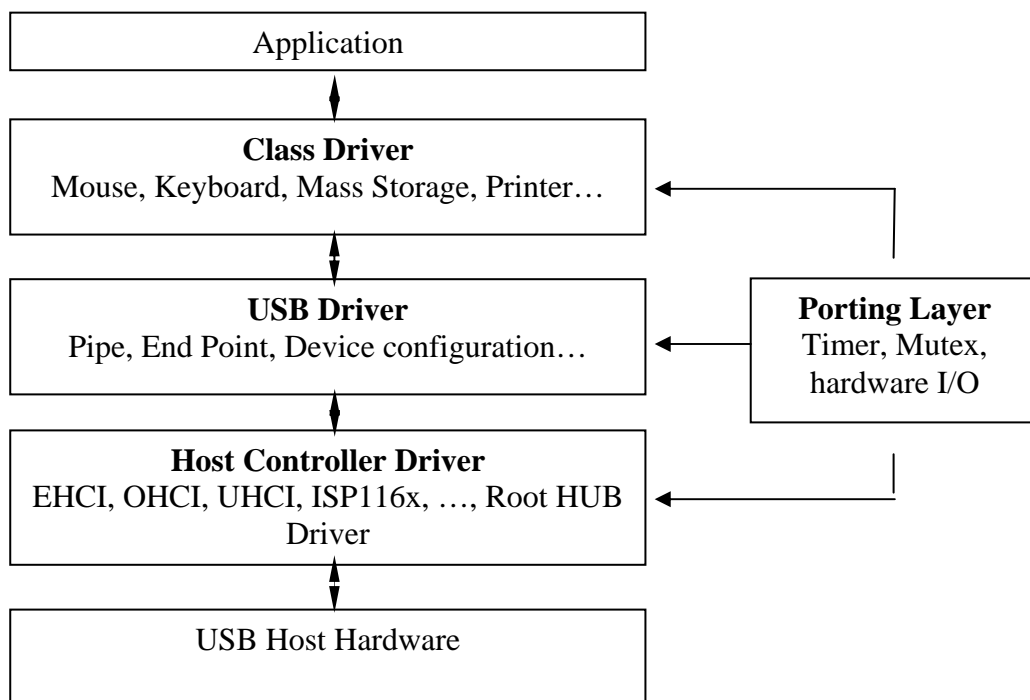 Application
Class Driver
Mouse, Keyboard, Mass Storage, Printer…
USB Driver
Pipe, End Point, Device configuration…
Porting Layer
Timer, Mutex,
hardware I/O
Host Controller Driver
EHCI, OHCI, UHCI, ISP116x, …, Root HUB
Driver
USB Host Hardware